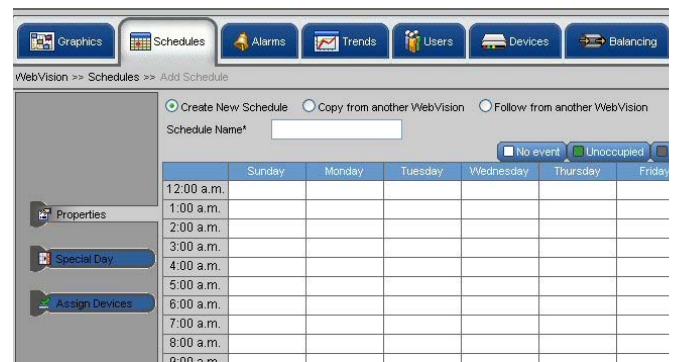 Graphics Schedules Alarms Trends Users Devices Balancing
WebVision >> Schedules >> Add Schedule
Create New Schedule Copy from another WebVision Follow from another WebVision
Schedule Name*
No event Unoccupied
Sunday Monday Tuesday Wednesday Thursday Friday
12:00 a.m.
1:00 a.m.
Properties
2:00 a.m.
3:00 a.m.
Special Day
4:00 a.m.
5:00 a.m.
Assign Devices
6:00 a.m.
7:00 a.m.
8:00 a.m.
9:00 a.m.